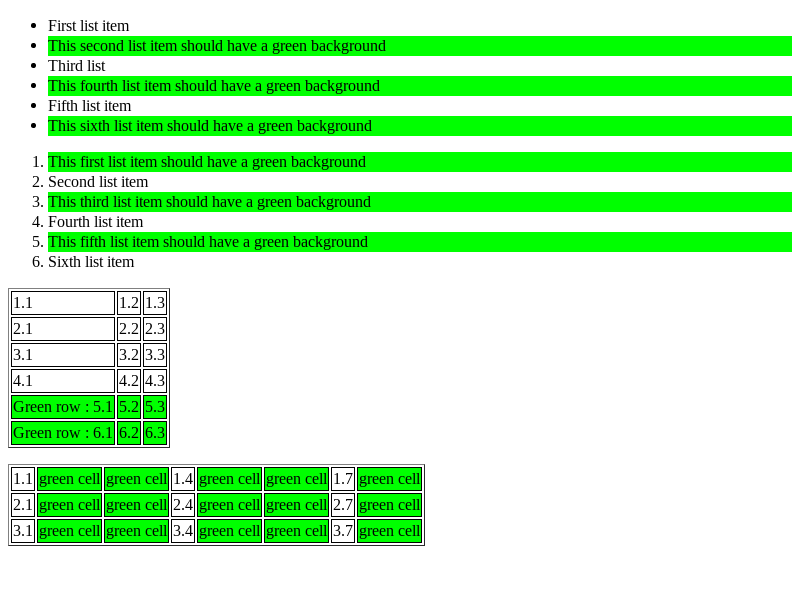 • First list item
• This second list item should have a green background
• Third list
• This fourth list item should have a green background
• Fifth list item
• This sixth list item should have a green background
1. This first list item should have a green background
2. Second list item
3. This third list item should have a green background
4. Fourth list item
5. This fifth list item should have a green background
6. Sixth list item
1.1 1.2 1.3
2.1 2.2 2.3
3.1 3.2 3.3
4.1 4.2 4.3
Green row : 5.1 5.2 5.3
Green row : 6.1 6.2 6.3
1.1 green cell green cell 1.4 green cell green cell 1.7 green cell
2.1 green cell green cell 2.4 green cell green cell 2.7 green cell
3.1 green cell green cell 3.4 green cell green cell 3.7 green cell